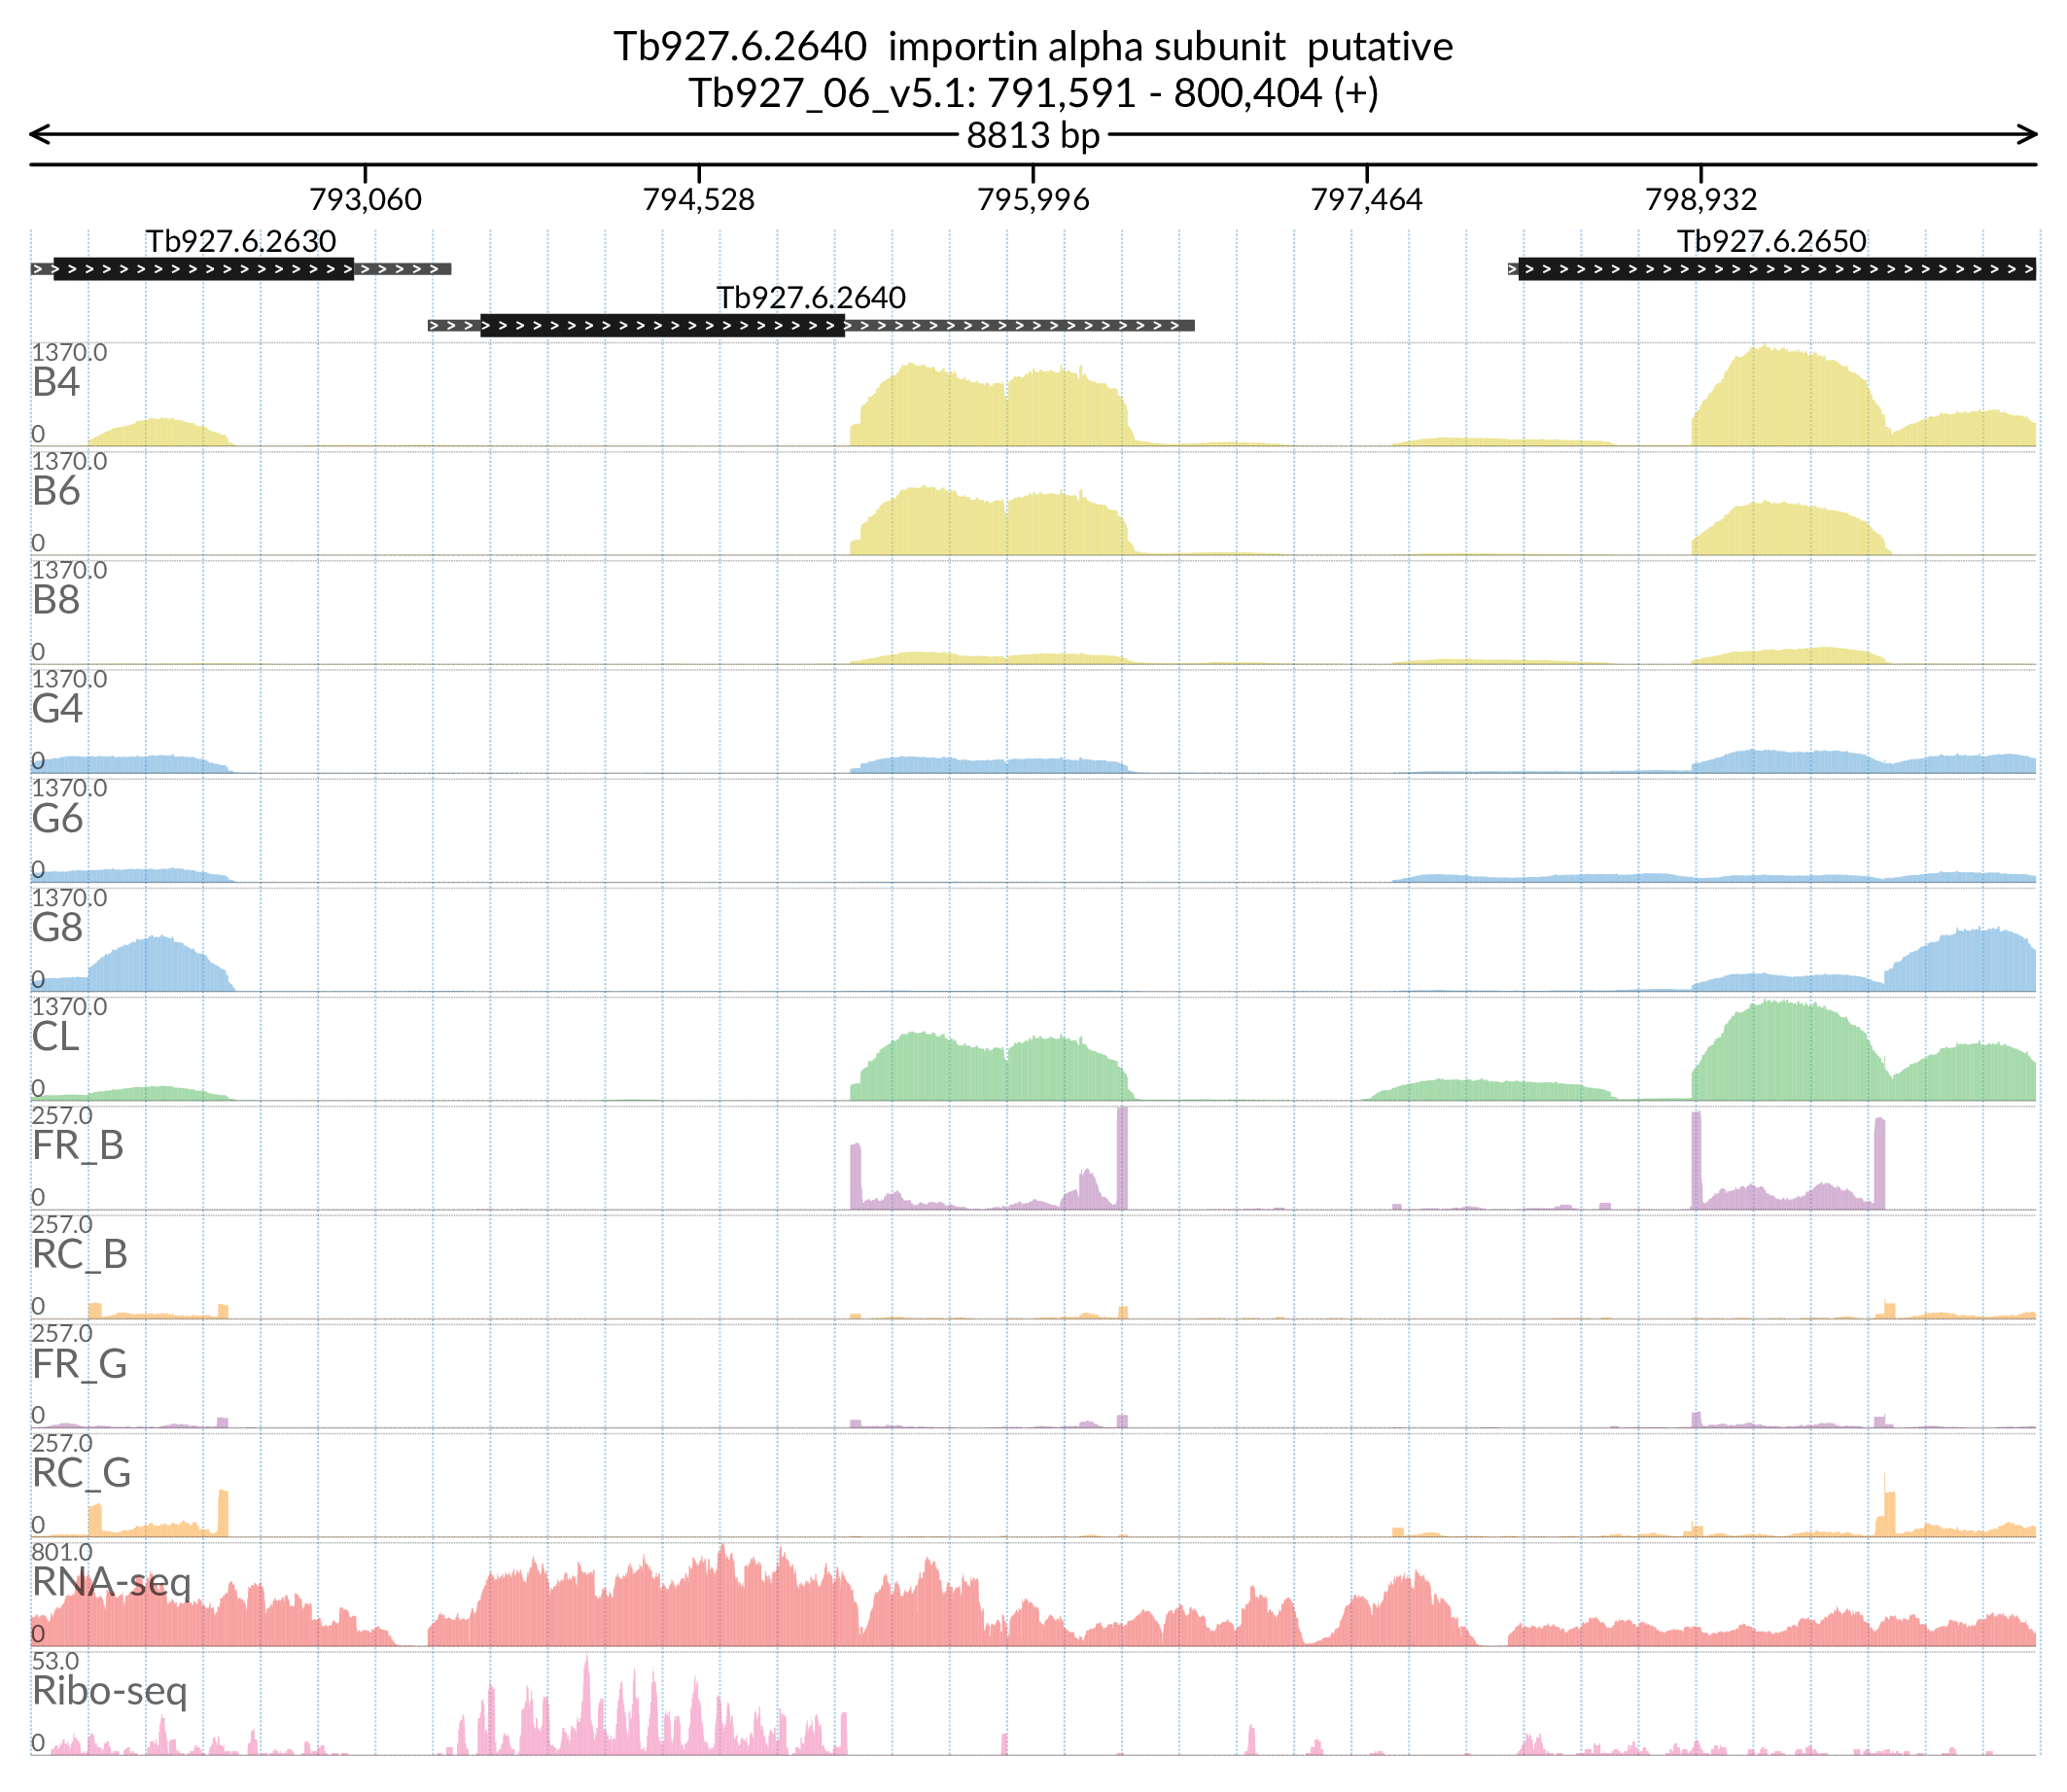 Tb927.6.2640 importin alpha subunit putative
Tb927_06_v5.1: 791,591 - 800,404 (+)
8813 bp
793,060 794,528 795,996 797,464 798,932
Tb927.6.2630 Tb927.6.2650
Tb927.6.2640
1370.0
B4
0
1370.0
B6
0
1370.0
B8
0
1370.0
G4
0
1370.0
G6
0
1370.0
G8
0
1370.0
CL
0
257.0
FR_B
0
257.0
RC_B
0
257.0
FR_G
0
257.0
RC_G
0
801.0
RNA-seq
0
53.0
Ribo-seq
0